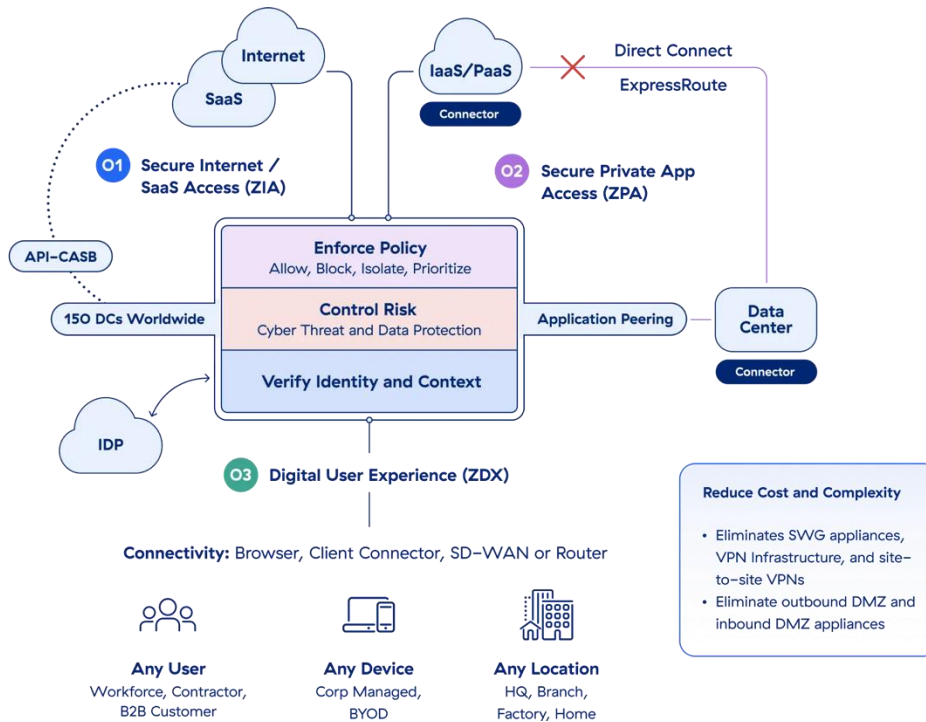 Internet
SaaS
IaaS/PaaS
Connector
Direct Connect
ExpressRoute
01
Secure Internet /
SaaS Access (ZIA)
02
Secure Private App
Access (ZPA)
API-CASB
Enforce Policy
Allow, Block, Isolate, Prioritize
150 DCs Worldwide
Control Risk
Cyber Threat and Data Protection
Application Peering
Data
Center
Connector
Verify Identity and Context
IDP
03
Digital User Experience (ZDX)
Connectivity: Browser, Client Connector, SD-WAN or Router
Any User
Workforce, Contractor,
B2B Customer
Any Device
Corp Managed,
BYOD
Any Location
HQ, Branch,
Factory, Home
Reduce Cost and Complexity
• Eliminates SWG appliances,
VPN Infrastructure, and site-
to-site VPNs
• Eliminate outbound DMZ and
inbound DMZ appliances